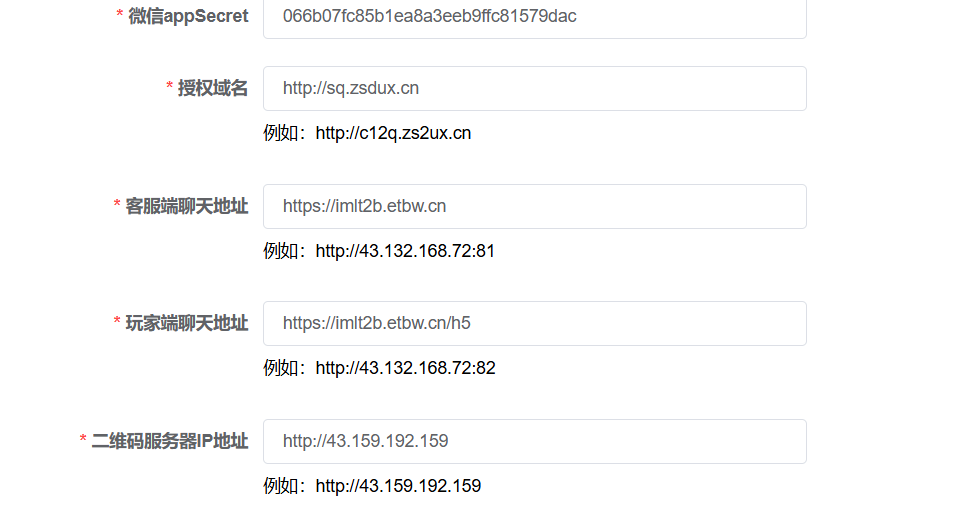 * 微信appSecret 066b07fc85b1ea8a3eeb9ffc81579dac
* 授权域名 http://sq.zsdux.cn
例如：http://c12q.zs2ux.cn
* 客服端聊天地址 https://imlt2b.etbw.cn
例如：http://43.132.168.72:81
* 玩家端聊天地址 https://imlt2b.etbw.cn/h5
例如：http://43.132.168.72:82
* 二维码服务器IP地址 http://43.159.192.159
例如：http://43.159.192.159